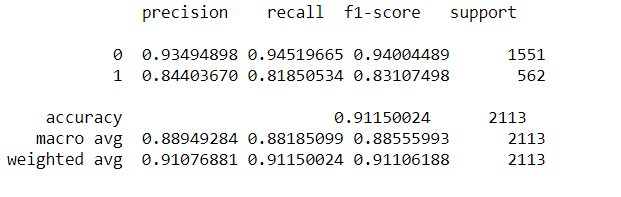 precision recall f1-score support
0 0.93494898 0.94519665 0.94004489 1551
1 0.84403670 0.81850534 0.83107498 562
accuracy 0.91150024 2113
macro avg 0.88949284 0.88185099 0.88555993 2113
weighted avg 0.91076881 0.91150024 0.91106188 2113